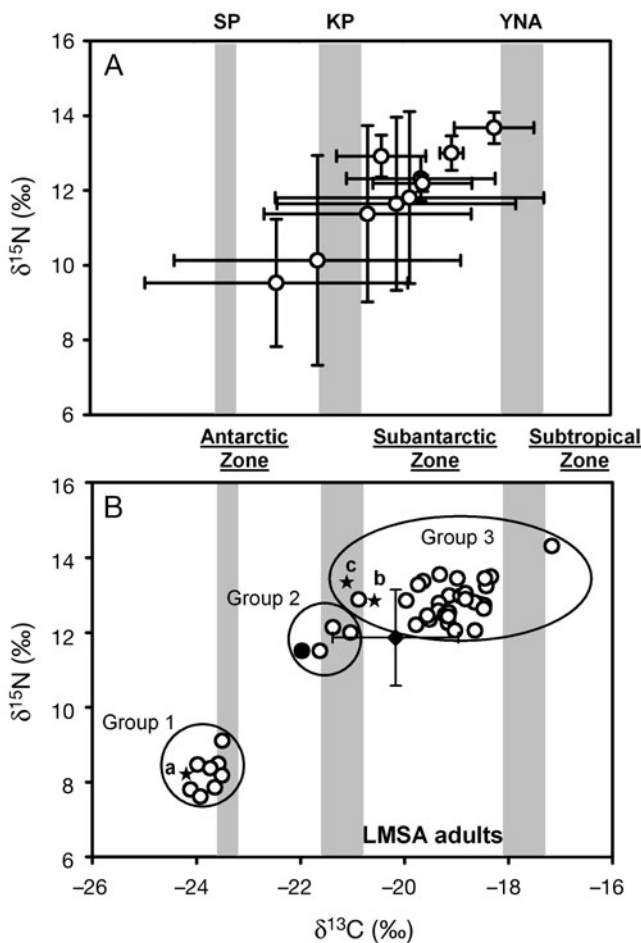 SP KP YNA
16
A
14
12
δ¹⁵N (‰)
10
8
6
Antarctic Subantarctic Subtropical
Zone Zone Zone
16
B
Group 3
14
c
b
Group 2
12
δ¹⁵N (‰)
10
Group 1
a
8
LMSA adults
6
–26 –24 –22 –20 –18 –16
δ¹³C (‰)